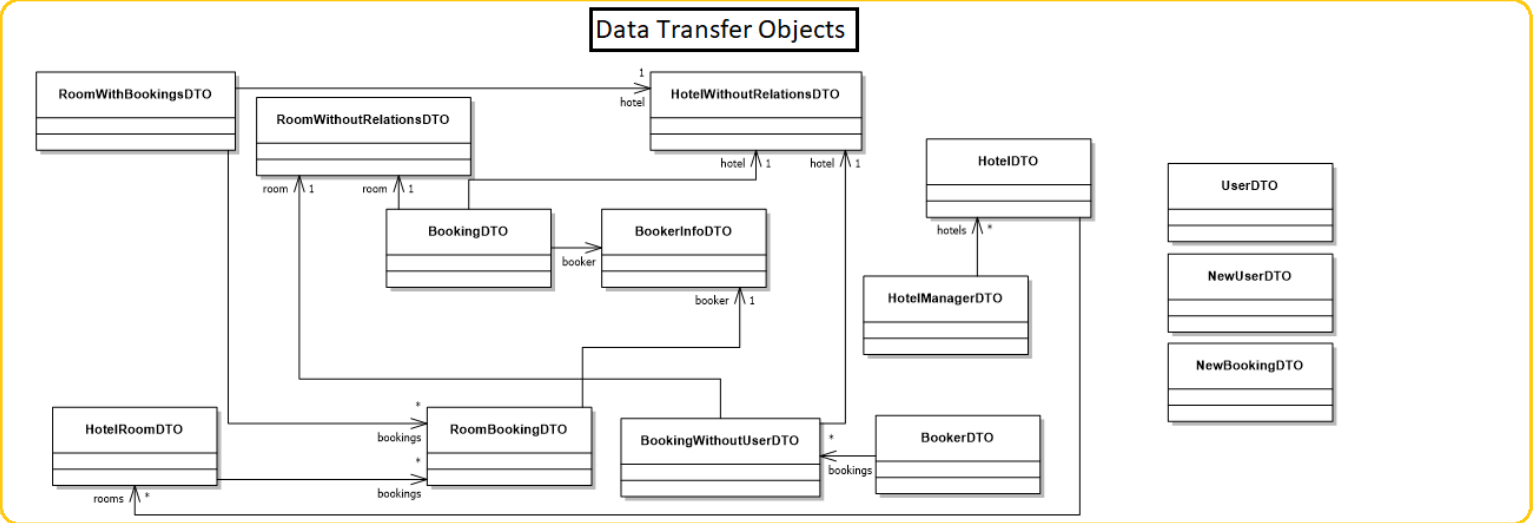 Data Transfer Objects
RoomWithBookingsDTO
1
hotel
HotelWithoutRelationsDTO
RoomWithoutRelationsDTO
HotelDTO
hotel 1
hotel 1
UserDTO
room 1
room 1
BookingDTO
booker
BookerInfoDTO
hotels *
NewUserDTO
HotelManagerDTO
booker 1
NewBookingDTO
*
bookings
HotelRoomDTO
RoomBookingDTO
BookingWithoutUserDTO
*
bookings
BookerDTO
*
bookings
rooms *